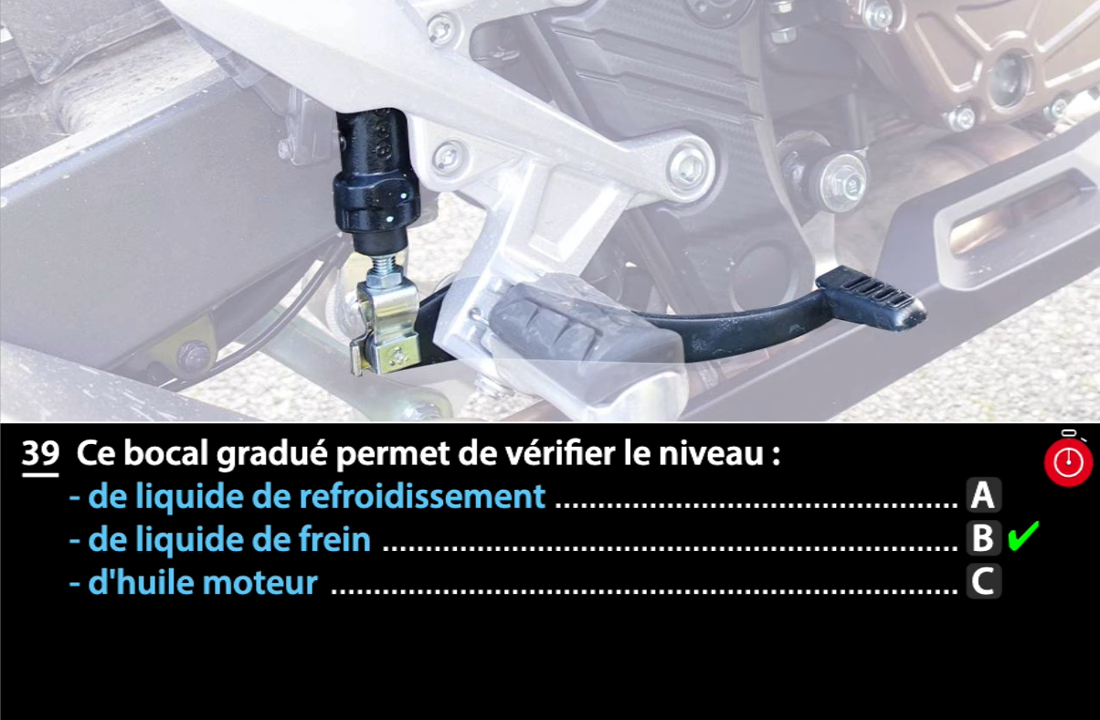 39 Ce bocal gradué permet de vérifier le niveau :
- de liquide de refroidissement ................................................ A
- de liquide de frein .................................................................. B ✔
- d'huile moteur ........................................................................ C